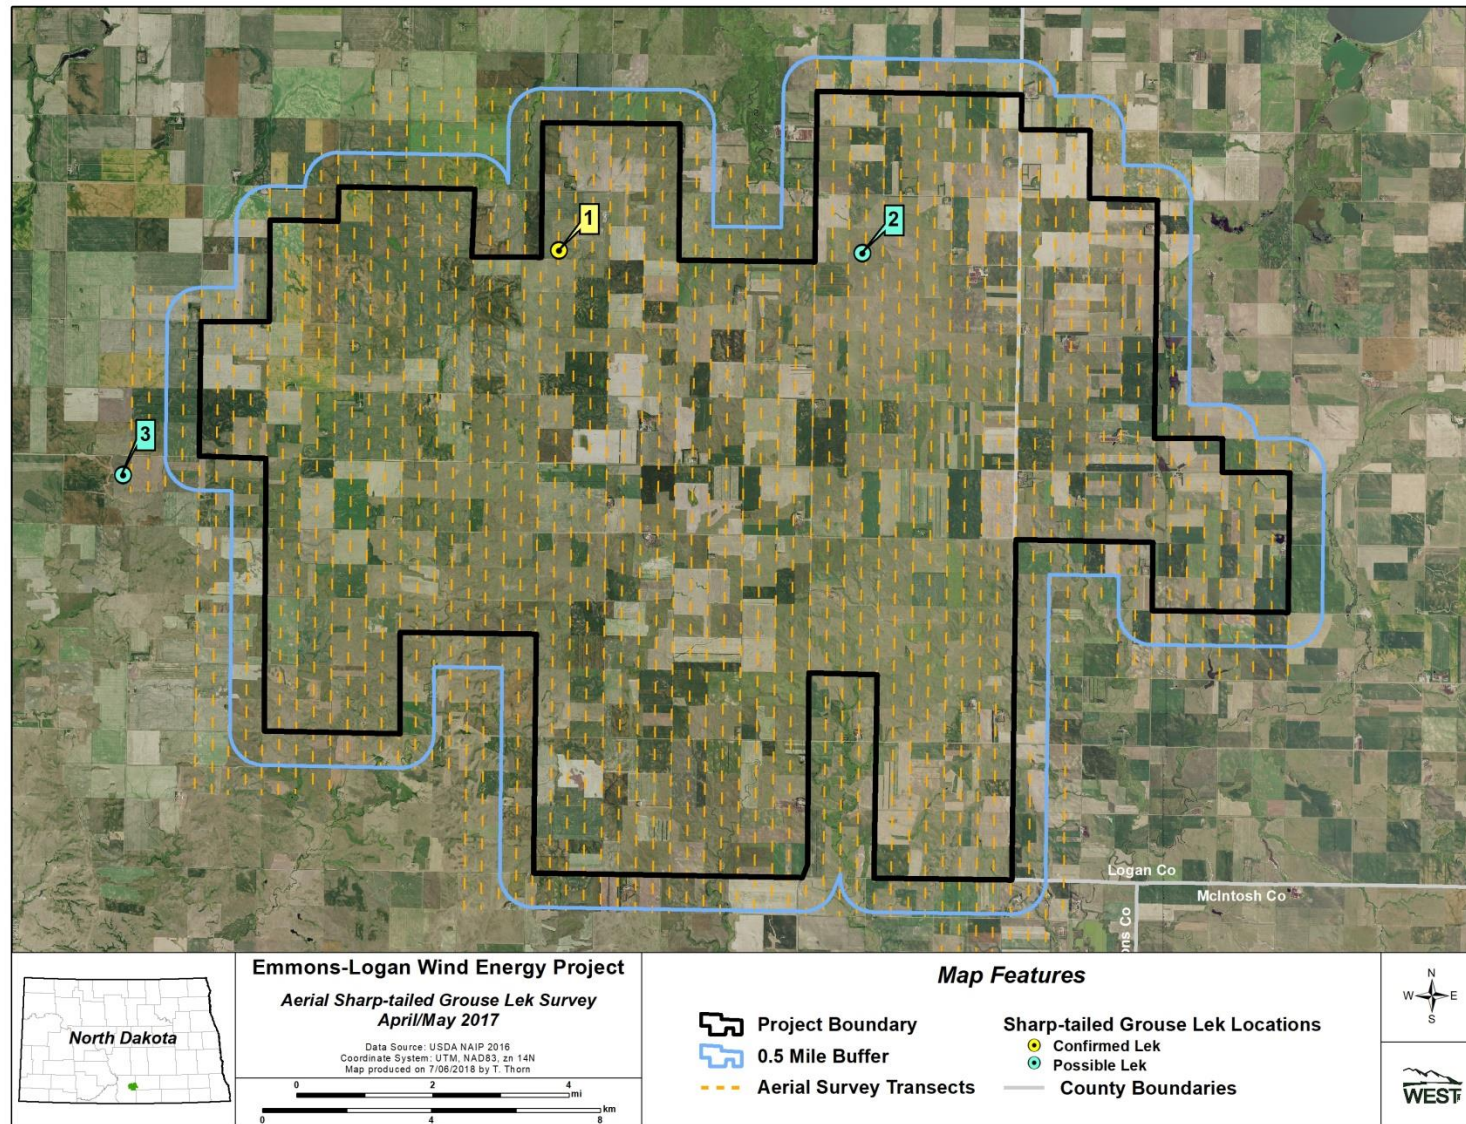 1
2
3
Logan Co
McIntosh Co
ons Co
North Dakota
Emmons-Logan Wind Energy Project
Aerial Sharp-tailed Grouse Lek Survey
April/May 2017
Data Source: USDA NAIP 2016
Coordinate System: UTM, NAD83, zn 14N
Map produced on 7/06/2018 by T. Thorn
0 2 4
mi
km
0 4 8
Map Features
Project Boundary
0.5 Mile Buffer
Aerial Survey Transects
Sharp-tailed Grouse Lek Locations
Confirmed Lek
Possible Lek
County Boundaries
N
W E
S
WEST